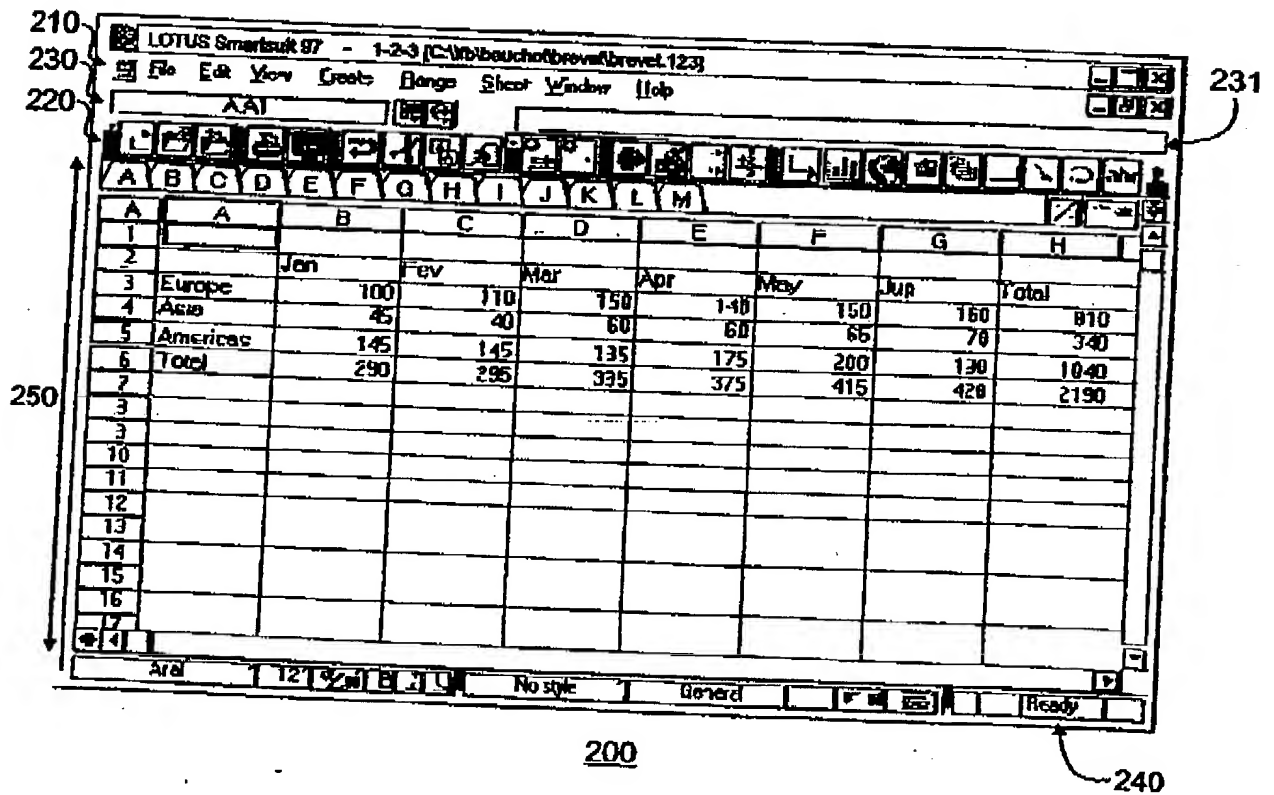 210
230
220
231
LOTUS Smartsuit 97 - 1-2-3 [C:\lfb\bouchot\brevet\brevet.123]
File Edit View Create Range Sheet Window Help
A:A1
A B C D E F G H I J K L M
A A B C D E F G H
1
2 Jan Fev Mar Apr May Jun Total
3 Europe 100 110 150 140 150 160 810
4 Asia 45 40 60 60 65 70 340
5 Americas 145 145 135 175 200 190 1040
6 Total 290 295 335 375 415 420 2190
7
250
10
11
12
13
14
15
16
17
12 B No style General Ready
200
240